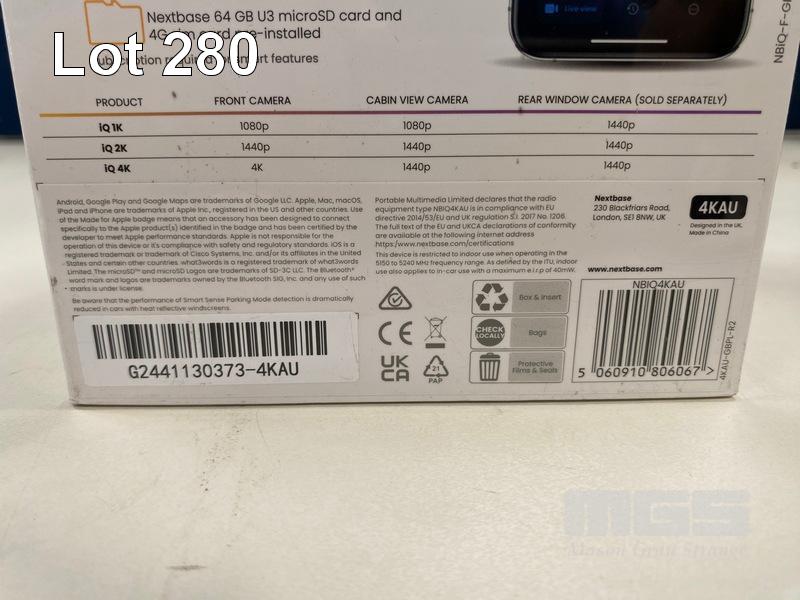 Nextbase 64 GB U3 microSD card and
Lot 280
installed
features
Live view
NBiQ-F-G
PRODUCT FRONT CAMERA CABIN VIEW CAMERA REAR WINDOW CAMERA (SOLD SEPARATELY)
iQ 1K 1080p 1080p 1440p
iQ 2K 1440p 1440p 1440p
iQ 4K 4K 1440p 1440p
Android, Google Play and Google Maps are trademarks of Google LLC. Apple, Mac, macOS,
iPad and iPhone are trademarks of Apple Inc., registered in the US and other countries. Use
of the Made for Apple badge means that an accessory has been designed to connect
specifically to the Apple product(s) identified in the badge and has been certified by the
developer to meet Apple performance standards. Apple is not responsible for the
operation of this device or it's compliance with safety and regulatory standards. iOS is a
registered trademark or trademark of Cisco Systems, Inc. and/or its affiliates in the United
States and certain other countries. what3words is a registered trademark of what3words
Limited. The microSD™ and microSD Logos are trademarks of SD-3C LLC. The Bluetooth®
word mark and logos are trademarks owned by the Bluetooth SIG, Inc. and any use of such
marks is under license.
Be aware that the performance of Smart Sense Parking Mode detection is dramatically
reduced in cars with heat reflective windscreens.
G2441130373-4KAU
Portable Multimedia Limited declares that the radio
equipment type NBIQ4KAU is in compliance with EU
directive 2014/53/EU and UK regulation S.I. 2017 No. 1206.
The full text of the EU and UKCA declarations of conformity
are available at the following internet address
https://www.nextbase.com/certifications
This device is restricted to indoor use when operating in the
5150 to 5240 MHz frequency range. As defined by the ITU, indoor
use also applies to in-car use with a maximum e.i.r.p of 40mW.
Nextbase
230 Blackfriars Road,
London, SE1 8NW, UK
4KAU
Designed in the UK,
Made in China
www.nextbase.com
CE
UK
CA
21
PAP
Box & Insert
CHECK
LOCALLY
Bags
Protective
Films & Seals
NBIQ4KAU
5 060910 806067 >
4KAU-GBPL-R2
MGS
Mason Gray Strange